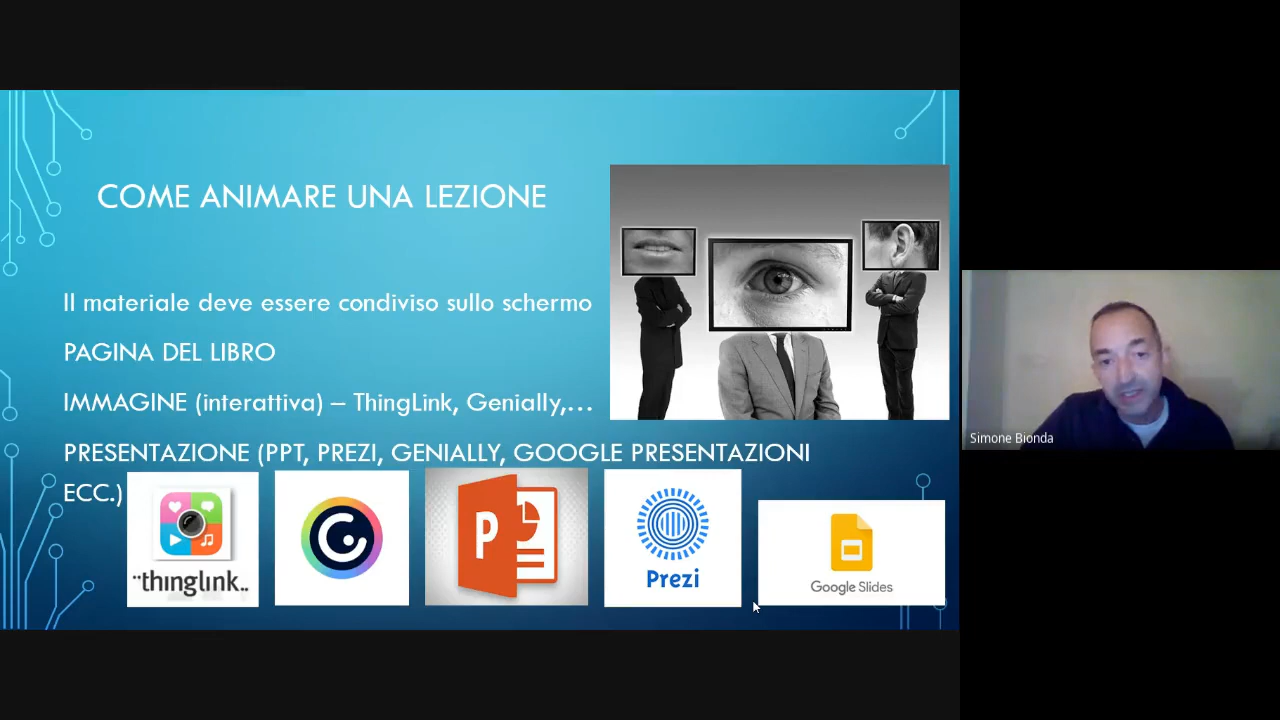 COME ANIMARE UNA LEZIONE
Il materiale deve essere condiviso sullo schermo
PAGINA DEL LIBRO
IMMAGINE (interattiva) – ThingLink, Genially,...
PRESENTAZIONE (PPT, PREZI, GENIALLY, GOOGLE PRESENTAZIONI
ECC.)
thinglink..
P
Prezi
Google Slides
Simone Bionda